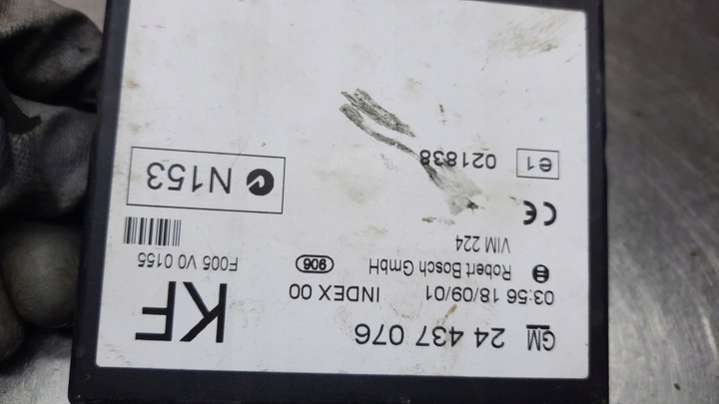 GM 24 437 076 KF
03:56 18/09/01 INDEX 00
Robert Bosch GmbH 906 F005 V0 0155
VIM 224
CE
e1 021838 N153